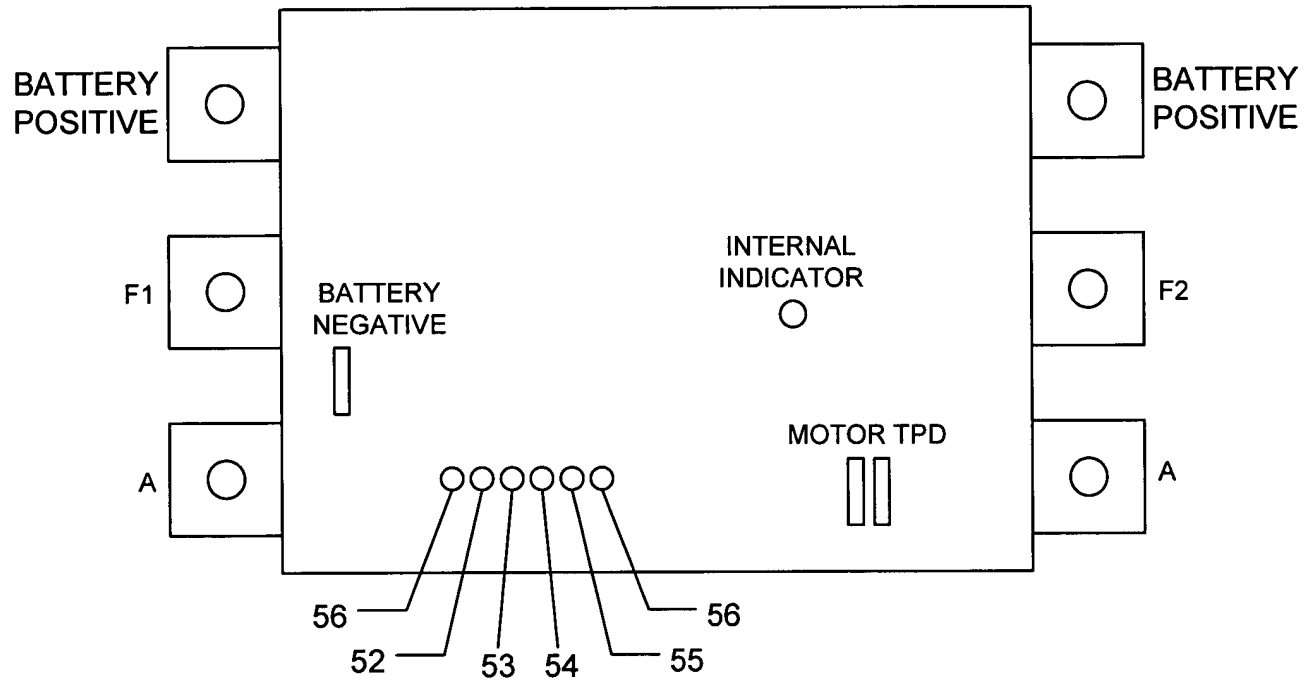 BATTERY
POSITIVE
BATTERY
POSITIVE
INTERNAL
INDICATOR
F1
F2
BATTERY
NEGATIVE
MOTOR TPD
A
A
56
56
52
53
54
55